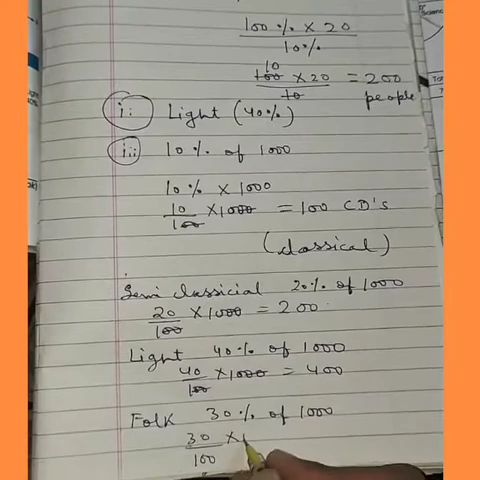 100 % × 20
10 %
10
100 × 20 = 200
10 people
i: Light (40%)
ii: 10 % of 1000
10 % × 1000
10 × 1000 = 100 CD's
100
(classical)
Semi classicial 20% of 1000
20 × 1000 = 200
100
Light 40 % of 1000
40 × 1000 = 400
100
Folk 30 % of 1000
30 ×
100